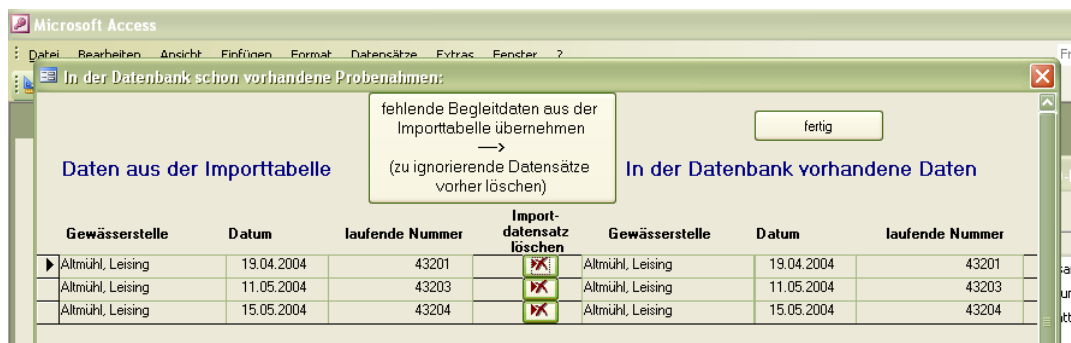 Microsoft Access
Datei Bearbeiten Ansicht Einfügen Format Datensätze Extras Fenster ?
In der Datenbank schon vorhandene Probenahmen:
fehlende Begleitdaten aus der
Importtabelle übernehmen
—>
(zu ignorierende Datensätze
vorher löschen)
fertig
Daten aus der Importtabelle
In der Datenbank vorhandene Daten
Gewässerstelle Datum laufende Nummer Import-
datensatz
löschen Gewässerstelle Datum laufende Nummer
Altmühl, Leising 19.04.2004 43201 Altmühl, Leising 19.04.2004 43201
Altmühl, Leising 11.05.2004 43203 Altmühl, Leising 11.05.2004 43203
Altmühl, Leising 15.05.2004 43204 Altmühl, Leising 15.05.2004 43204